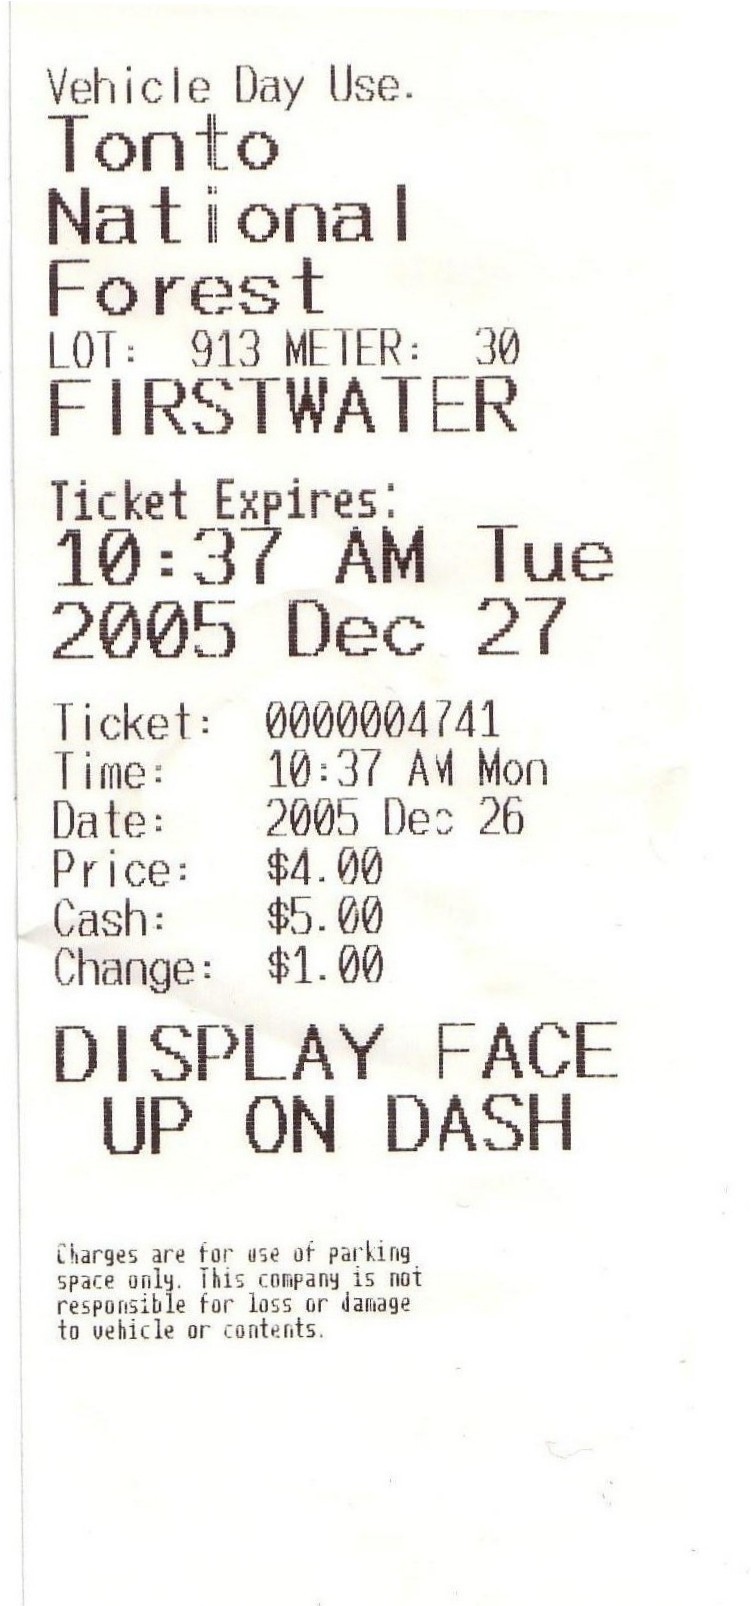 Vehicle Day Use.
Tonto
National
Forest
LOT: 913 METER: 30
FIRSTWATER
Ticket Expires:
10:37 AM Tue
2005 Dec 27
Ticket: 0000004741
Time: 10:37 AM Mon
Date: 2005 Dec 26
Price: $4.00
Cash: $5.00
Change: $1.00
DISPLAY FACE
UP ON DASH
Charges are for use of parking
space only. This company is not
responsible for loss or damage
to vehicle or contents.